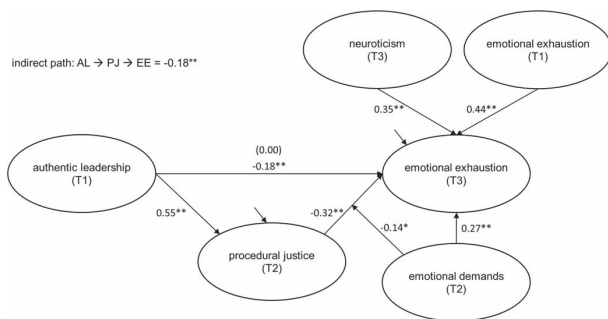 neuroticism
(T3)
emotional exhaustion
(T1)
indirect path: AL → PJ → EE = -0.18**
0.35**
0.44**
(0.00)
-0.18**
authentic leadership
(T1)
emotional exhaustion
(T3)
0.55**
-0.32**
-0.14*
0.27**
procedural justice
(T2)
emotional demands
(T2)